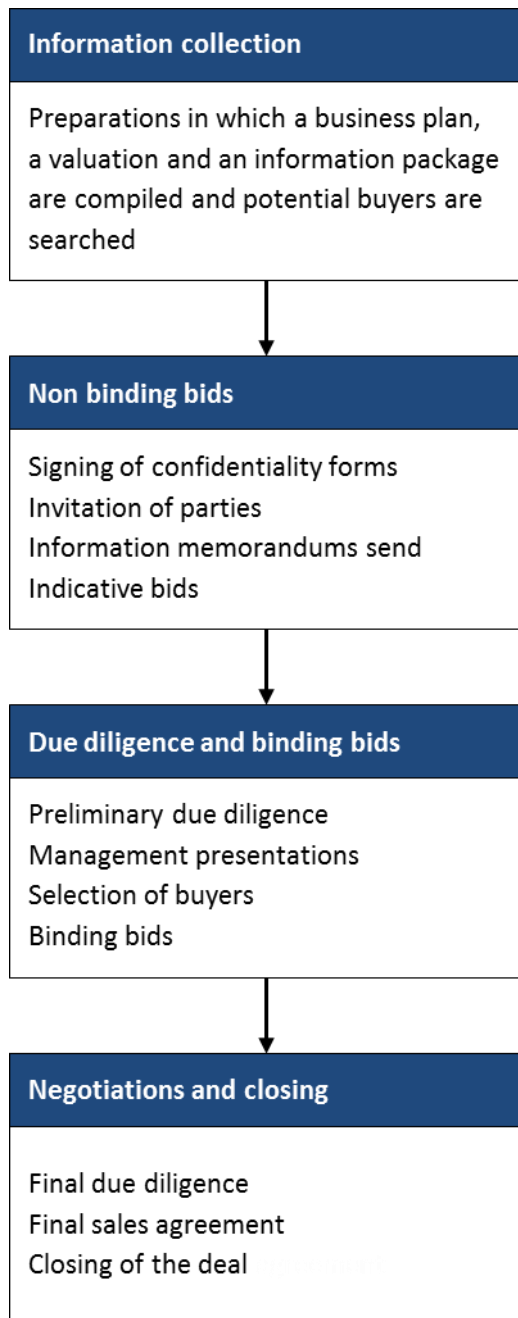 Information collection
Preparations in which a business plan,
a valuation and an information package
are compiled and potential buyers are
searched
Non binding bids
Signing of confidentiality forms
Invitation of parties
Information memorandums send
Indicative bids
Due diligence and binding bids
Preliminary due diligence
Management presentations
Selection of buyers
Binding bids
Negotiations and closing
Final due diligence
Final sales agreement
Closing of the deal